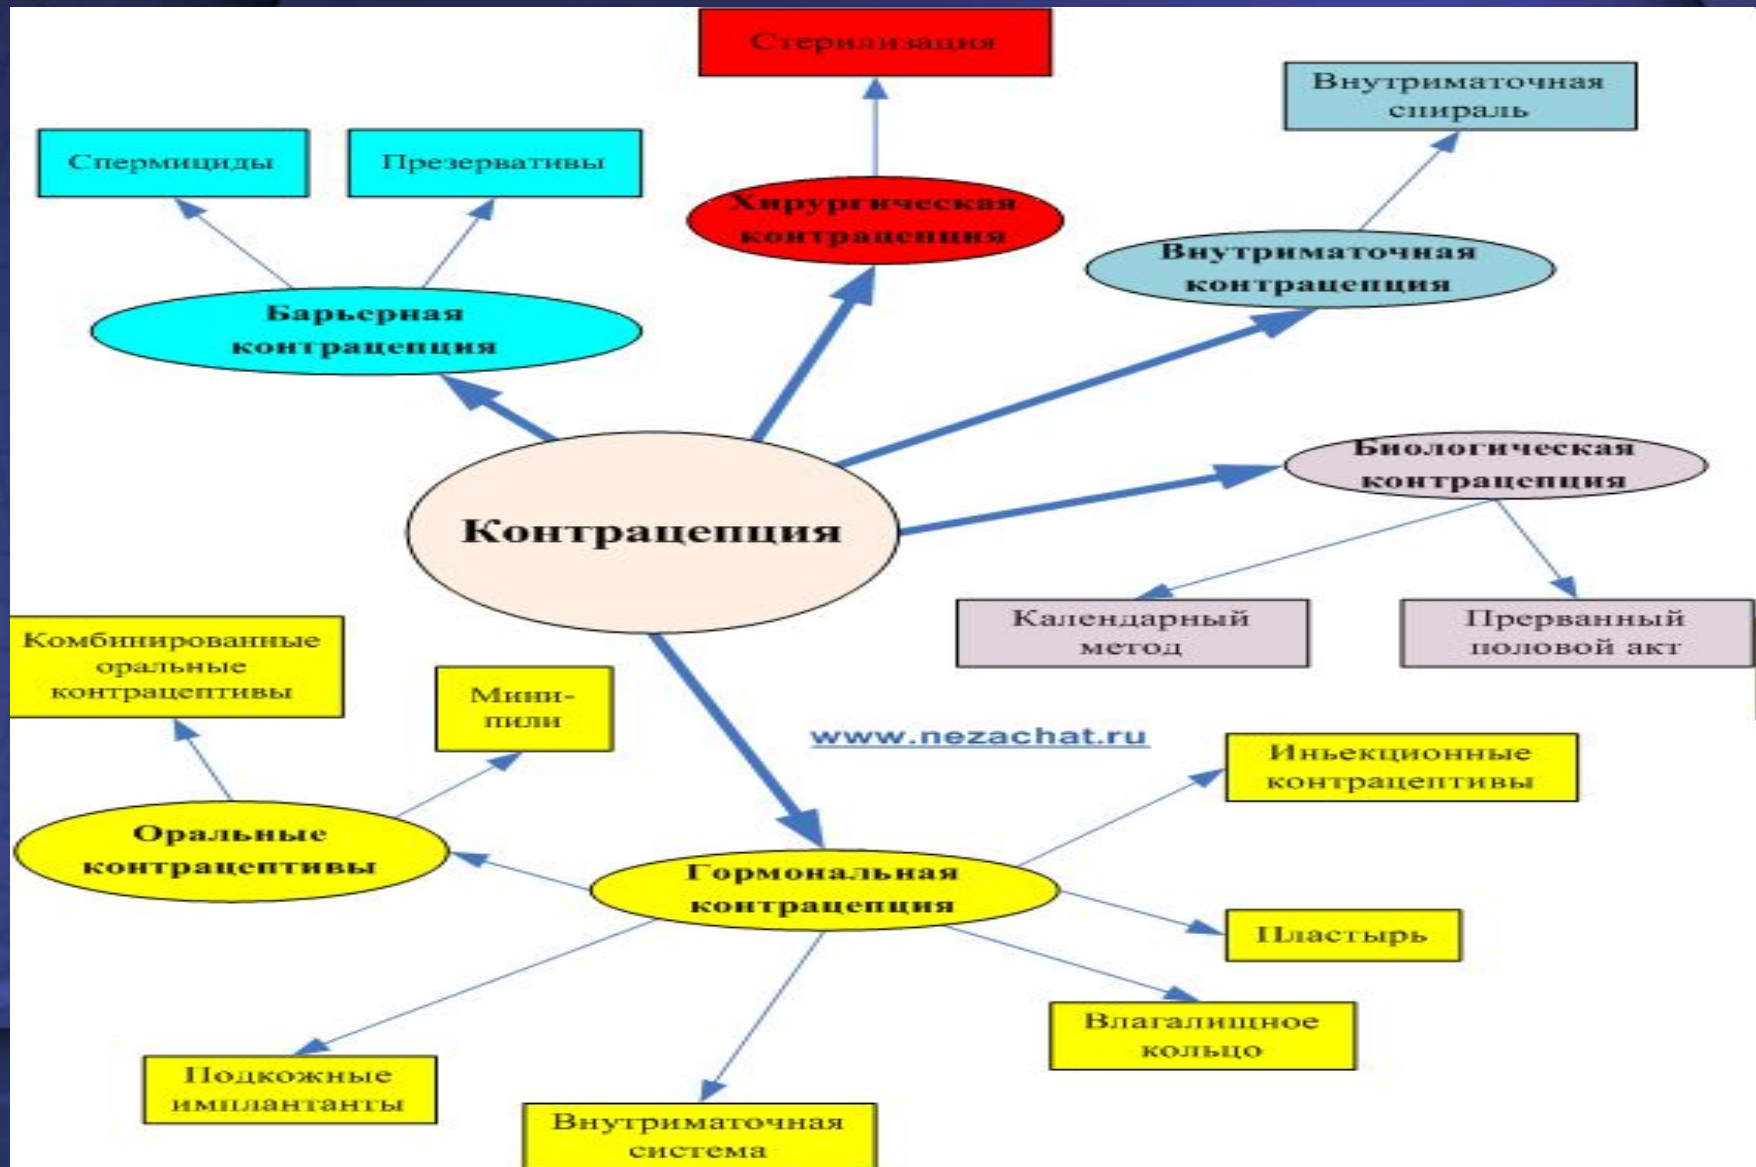 Стерилизация
Внутриматочная
спираль
Спермициды
Презервативы
Хирургическая
контрацепция
Внутриматочная
контрацепция
Барьерная
контрацепция
Биологическая
контрацепция
Контрацепция
Календарный
метод
Прерванный
половой акт
Комбинированные
оральные
контрацептивы
Мини-
пили
www.nezachat.ru
Иньекционные
контрацептивы
Оральные
контрацептивы
Гормональная
контрацепция
Пластырь
Влагалищное
кольцо
Подкожные
имплантанты
Внутриматочная
система